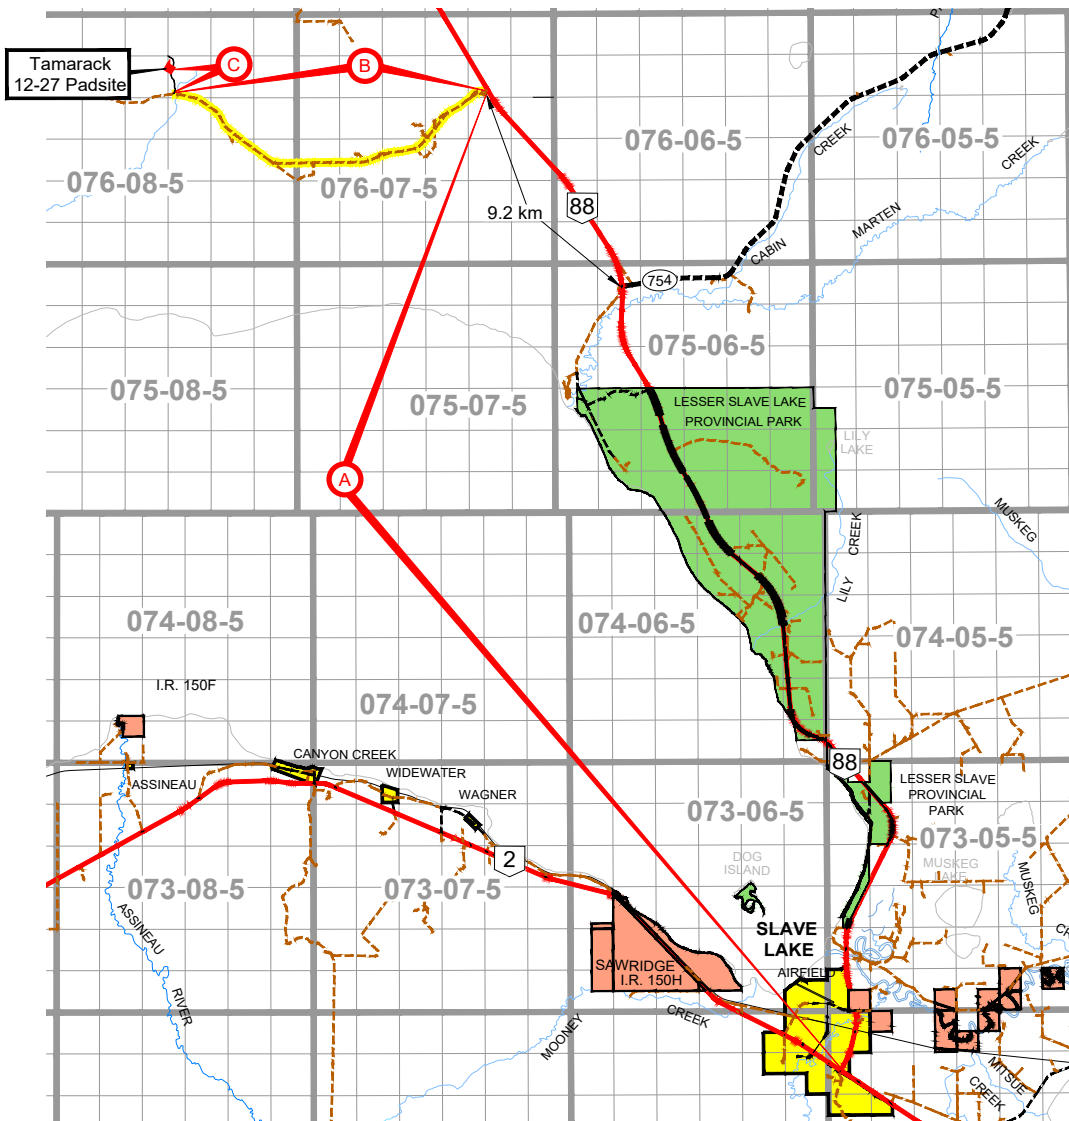 P
Tamarack
12-27 Padsite
C
B
076-06-5
076-05-5
CREEK
CREEK
076-08-5
076-07-5
88
9.2 km
MARTEN
CABIN
754
075-06-5
075-08-5
075-07-5
075-05-5
LESSER SLAVE LAKE
PROVINCIAL PARK
LILY
LAKE
A
MUSKEG
CREEK
LILY
074-08-5
074-06-5
074-05-5
I.R. 150F
074-07-5
CANYON CREEK
88
WIDEWATER
ASSINEAU
WAGNER
LESSER SLAVE
PROVINCIAL
PARK
073-06-5
073-05-5
2
DOG
ISLAND
MUSKEG
LAKE
073-08-5
073-07-5
MUSKEG
ASSINEAU
SLAVE
LAKE
CR
SAWRIDGE
I.R. 150H
AIRFIELD
RIVER
CREEK
MOONEY
MITSUE
CREEK